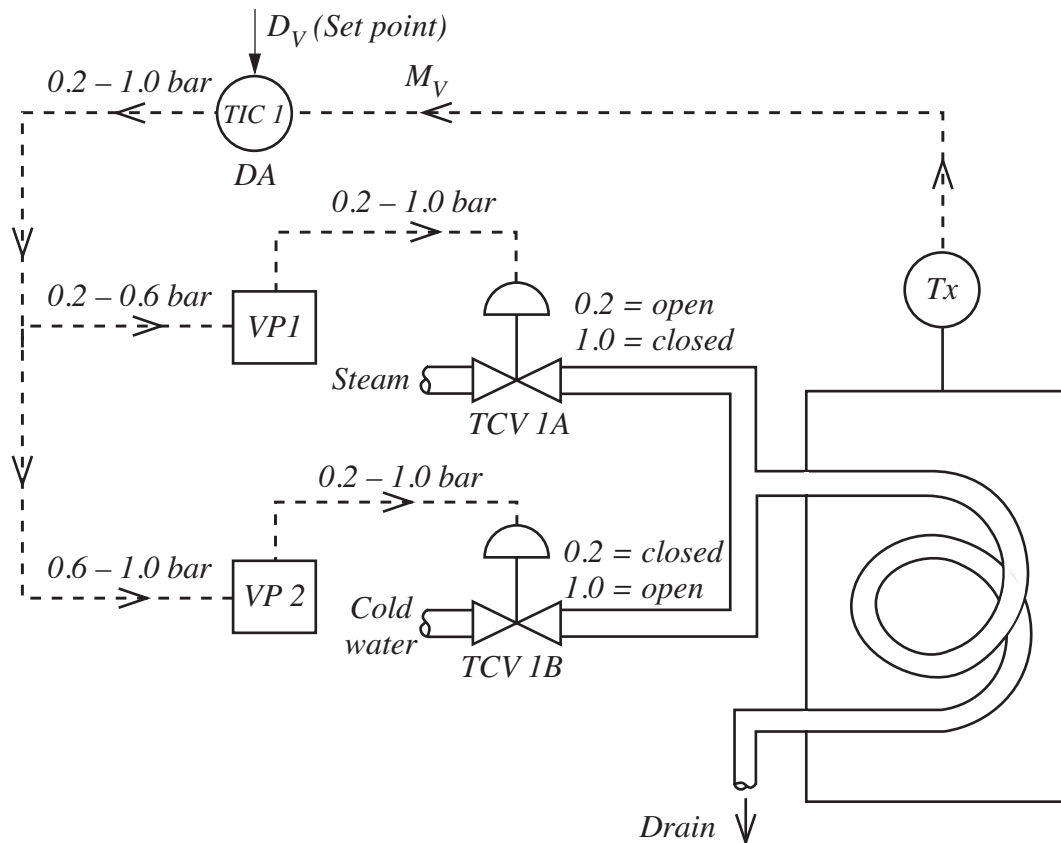 D_V (Set point)
0.2 – 1.0 bar
M_V
TIC 1
DA
0.2 – 1.0 bar
0.2 – 0.6 bar
VP1
Tx
0.2 = open
1.0 = closed
Steam
TCV 1A
0.2 – 1.0 bar
0.6 – 1.0 bar
VP 2
0.2 = closed
1.0 = open
Cold
water
TCV 1B
Drain